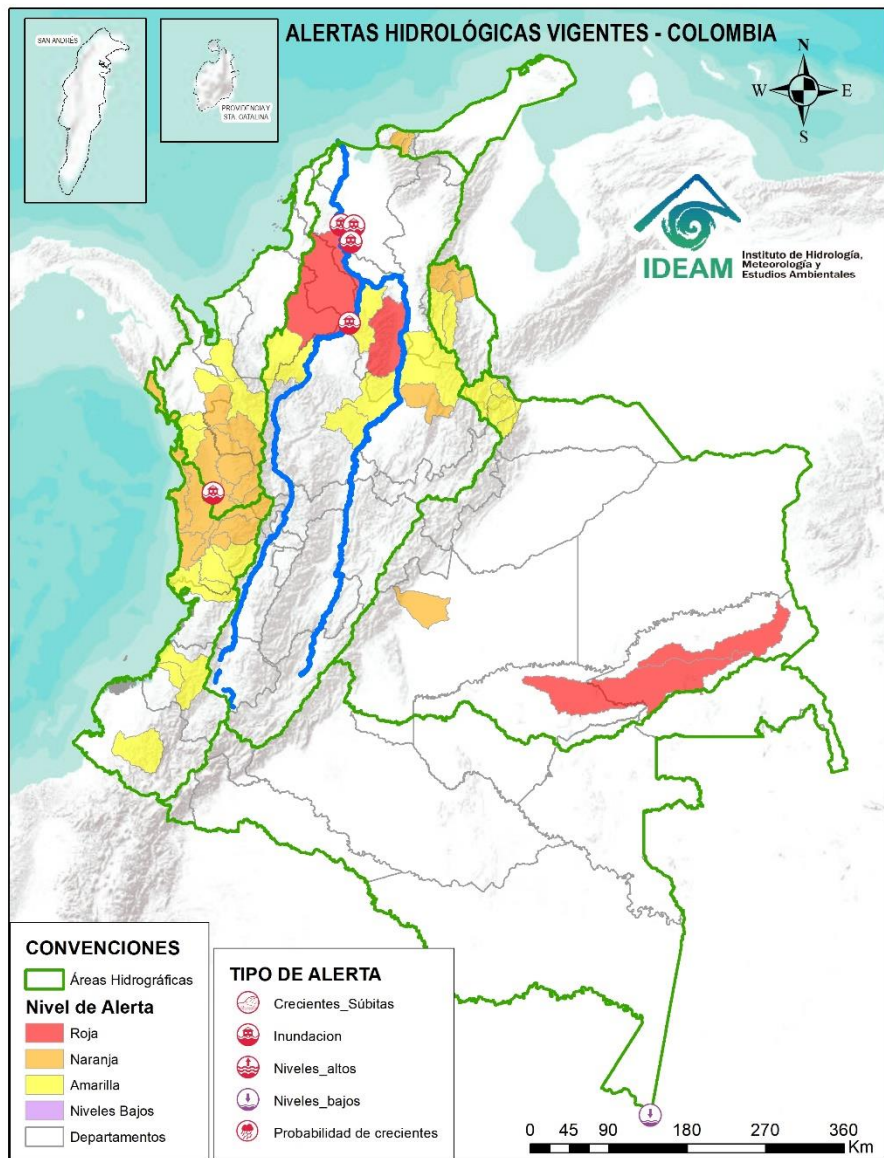 ALERTAS HIDROLÓGICAS VIGENTES - COLOMBIA
SAN ANDRÉS
PROVIDENCIA Y
STA. CATALINA
N
W
E
S
IDEAM
Instituto de Hidrología,
Meteorología y
Estudios Ambientales
CONVENCIONES
Áreas Hidrográficas
Nivel de Alerta
Roja
Naranja
Amarilla
Niveles Bajos
Departamentos
TIPO DE ALERTA
Crecientes_Súbitas
Inundacion
Niveles_altos
Niveles_bajos
Probabilidad de crecientes
0 45 90 180 270 360
Km